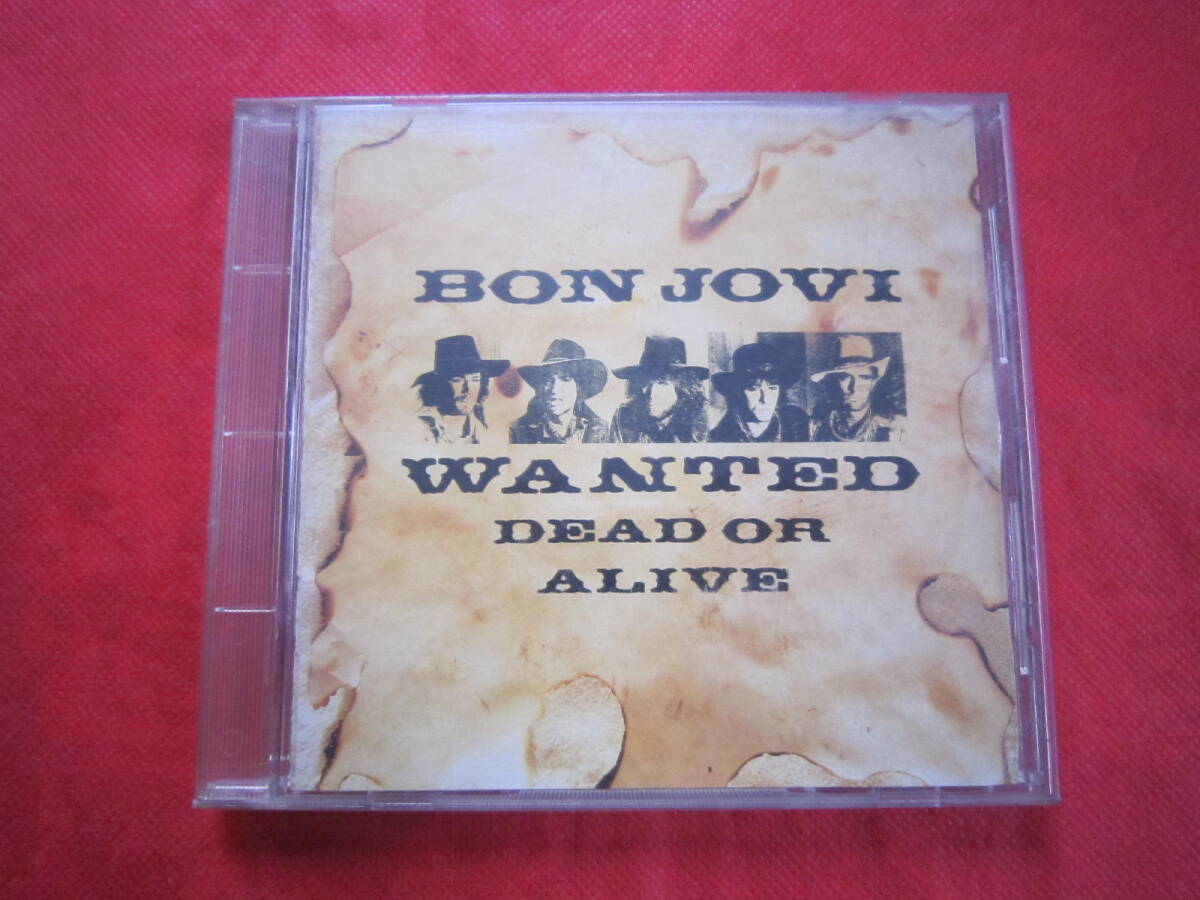 BON JOVI
WANTED
DEAD OR
ALIVE